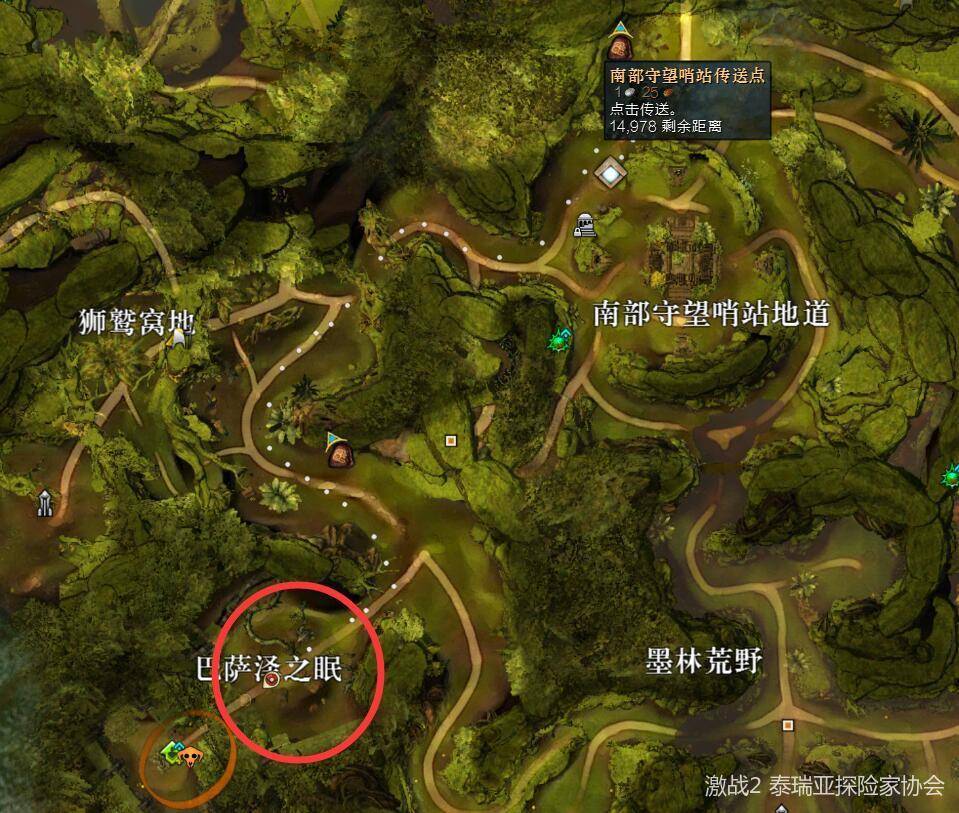 南部守望哨站传送点
1 25
点击传送。
14,978 剩余距离
狮鹫窝地
南部守望哨站地道
巴萨泽之眠
墨林荒野
激战2 泰瑞亚探险家协会